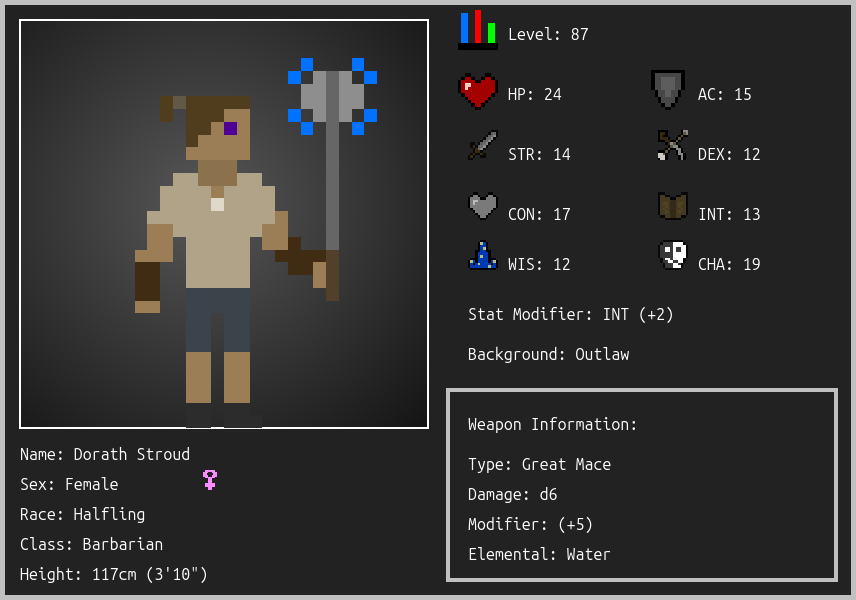 Level: 87
HP: 24
AC: 15
STR: 14
DEX: 12
CON: 17
INT: 13
WIS: 12
CHA: 19
Stat Modifier: INT (+2)
Background: Outlaw
Weapon Information:
Type: Great Mace
Damage: d6
Modifier: (+5)
Elemental: Water
Name: Dorath Stroud
Sex: Female
Race: Halfling
Class: Barbarian
Height: 117cm (3'10")